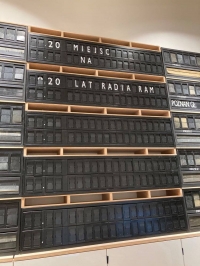 20 MIEJSC
NA
20 LAT RADIA RAM
POZNAŃ GŁ